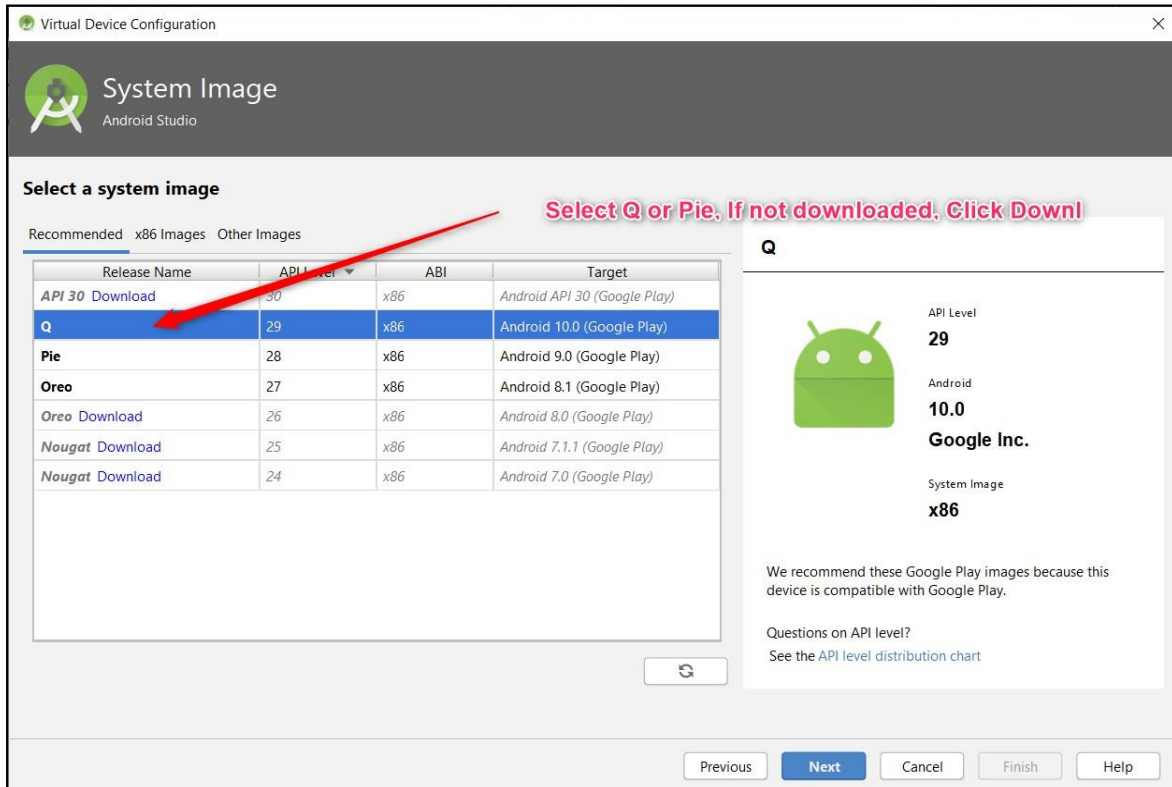 Virtual Device Configuration
System Image
Android Studio
Select a system image
Select Q or Pie, If not downloaded, Click Downl
Recommended x86 Images Other Images
Release Name API Level ABI Target
API 30 Download 30 x86 Android API 30 (Google Play)
Q 29 x86 Android 10.0 (Google Play)
Pie 28 x86 Android 9.0 (Google Play)
Oreo 27 x86 Android 8.1 (Google Play)
Oreo Download 26 x86 Android 8.0 (Google Play)
Nougat Download 25 x86 Android 7.1.1 (Google Play)
Nougat Download 24 x86 Android 7.0 (Google Play)
Q
API Level
29
Android
10.0
Google Inc.
System Image
x86
We recommend these Google Play images because this
device is compatible with Google Play.
Questions on API level?
See the API level distribution chart
Previous Next Cancel Finish Help